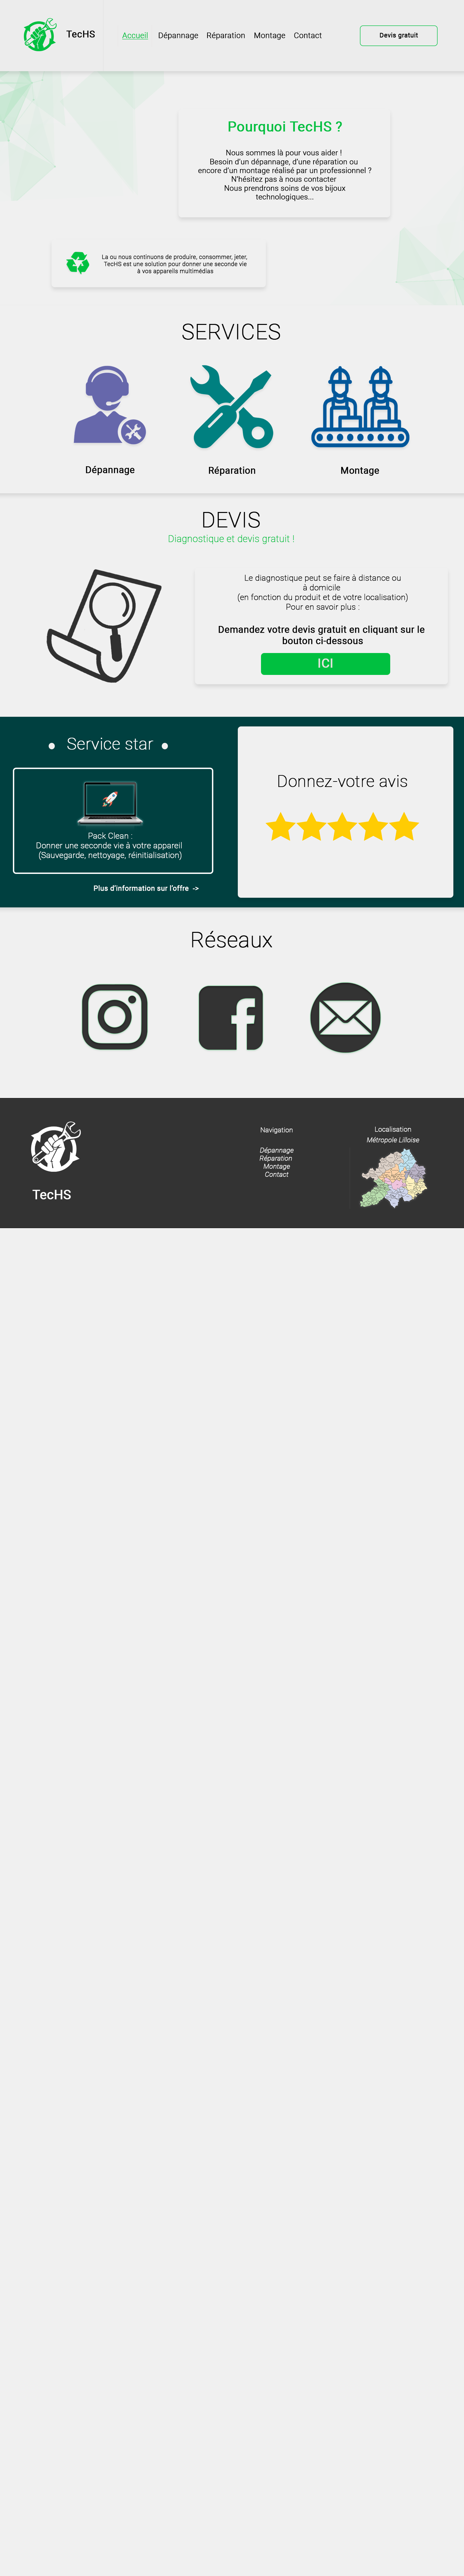 TecHS
Accueil
Dépannage
Réparation
Montage
Contact
Devis gratuit
Pourquoi TecHS ?
Nous sommes là pour vous aider !
Besoin d'un dépannage, d'une réparation ou
encore d'un montage réalisé par un professionnel ?
N'hésitez pas à nous contacter
Nous prendrons soins de vos bijoux
technologiques...
La ou nous continuons de produire, consommer, jeter,
TecHS est une solution pour donner une seconde vie
à vos appareils multimédias
SERVICES
Dépannage
Réparation
Montage
DEVIS
Diagnostique et devis gratuit !
Le diagnostique peut se faire à distance ou
à domicile
(en fonction du produit et de votre localisation)
Pour en savoir plus :
Demandez votre devis gratuit en cliquant sur le
bouton ci-dessous
ICI
Service star
Pack Clean :
Donner une seconde vie à votre appareil
(Sauvegarde, nettoyage, réinitialisation)
Plus d'information sur l'offre ->
Donnez-votre avis
Réseaux
TecHS
Navigation
Dépannage
Réparation
Montage
Contact
Localisation
Métropole Lilloise